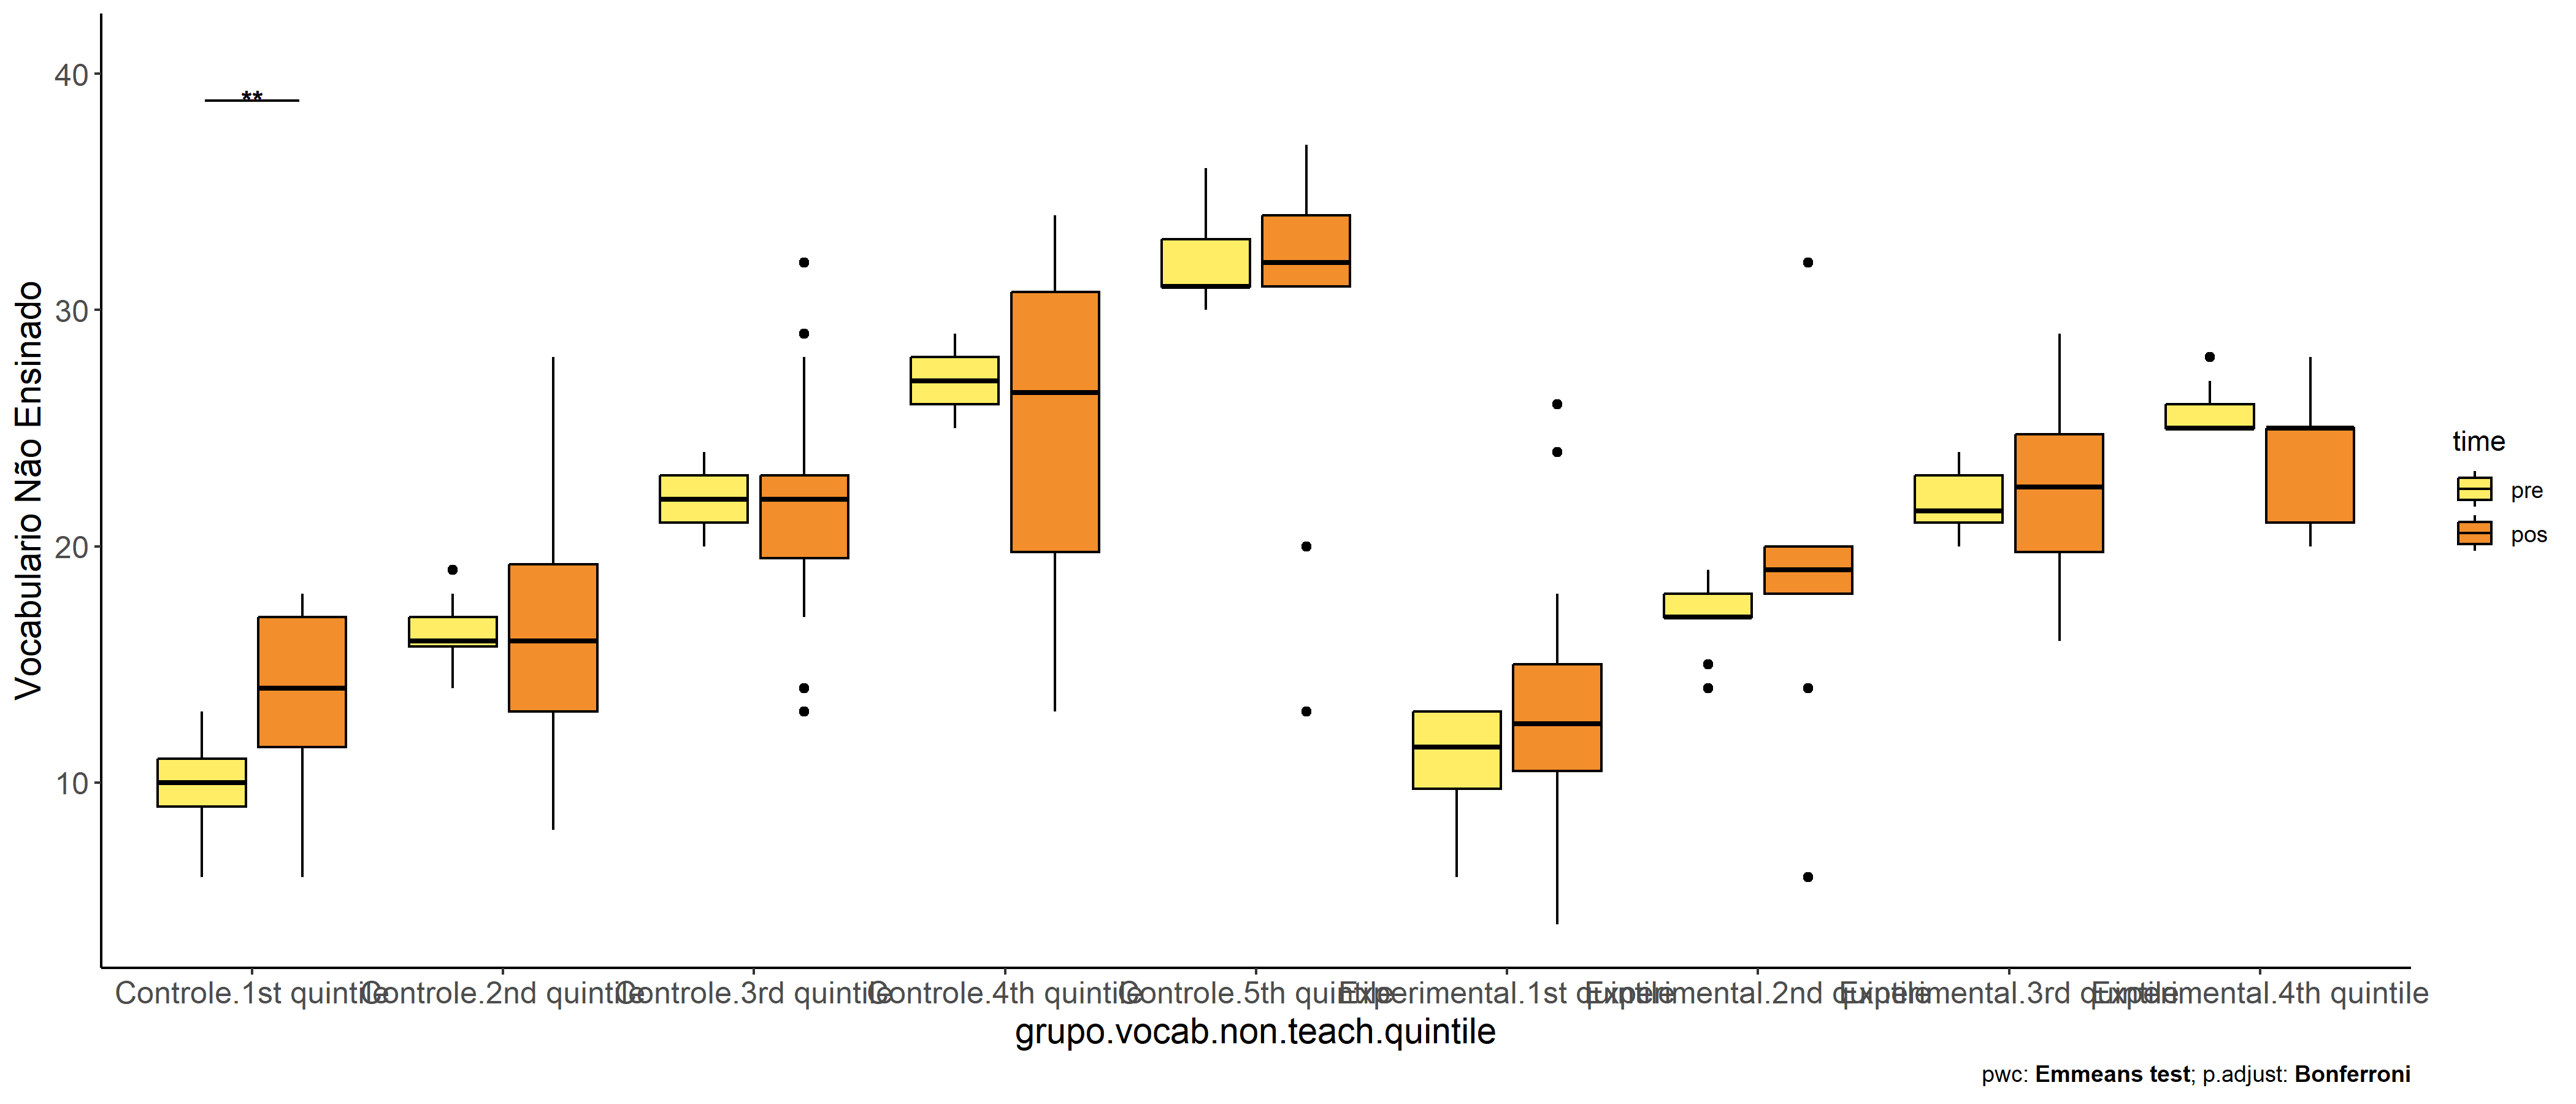 Vocabulario Não Ensinado
40
30
20
10
**
Controle.1st quintile
Controle.2nd quintile
Controle.3rd quintile
Controle.4th quintile
Controle.5th quintile
Experimental.1st quintile
Experimental.2nd quintile
Experimental.3rd quintile
Experimental.4th quintile
grupo.vocab.non.teach.quintile
time
pre
pos
pwc: Emmeans test; p.adjust: Bonferroni